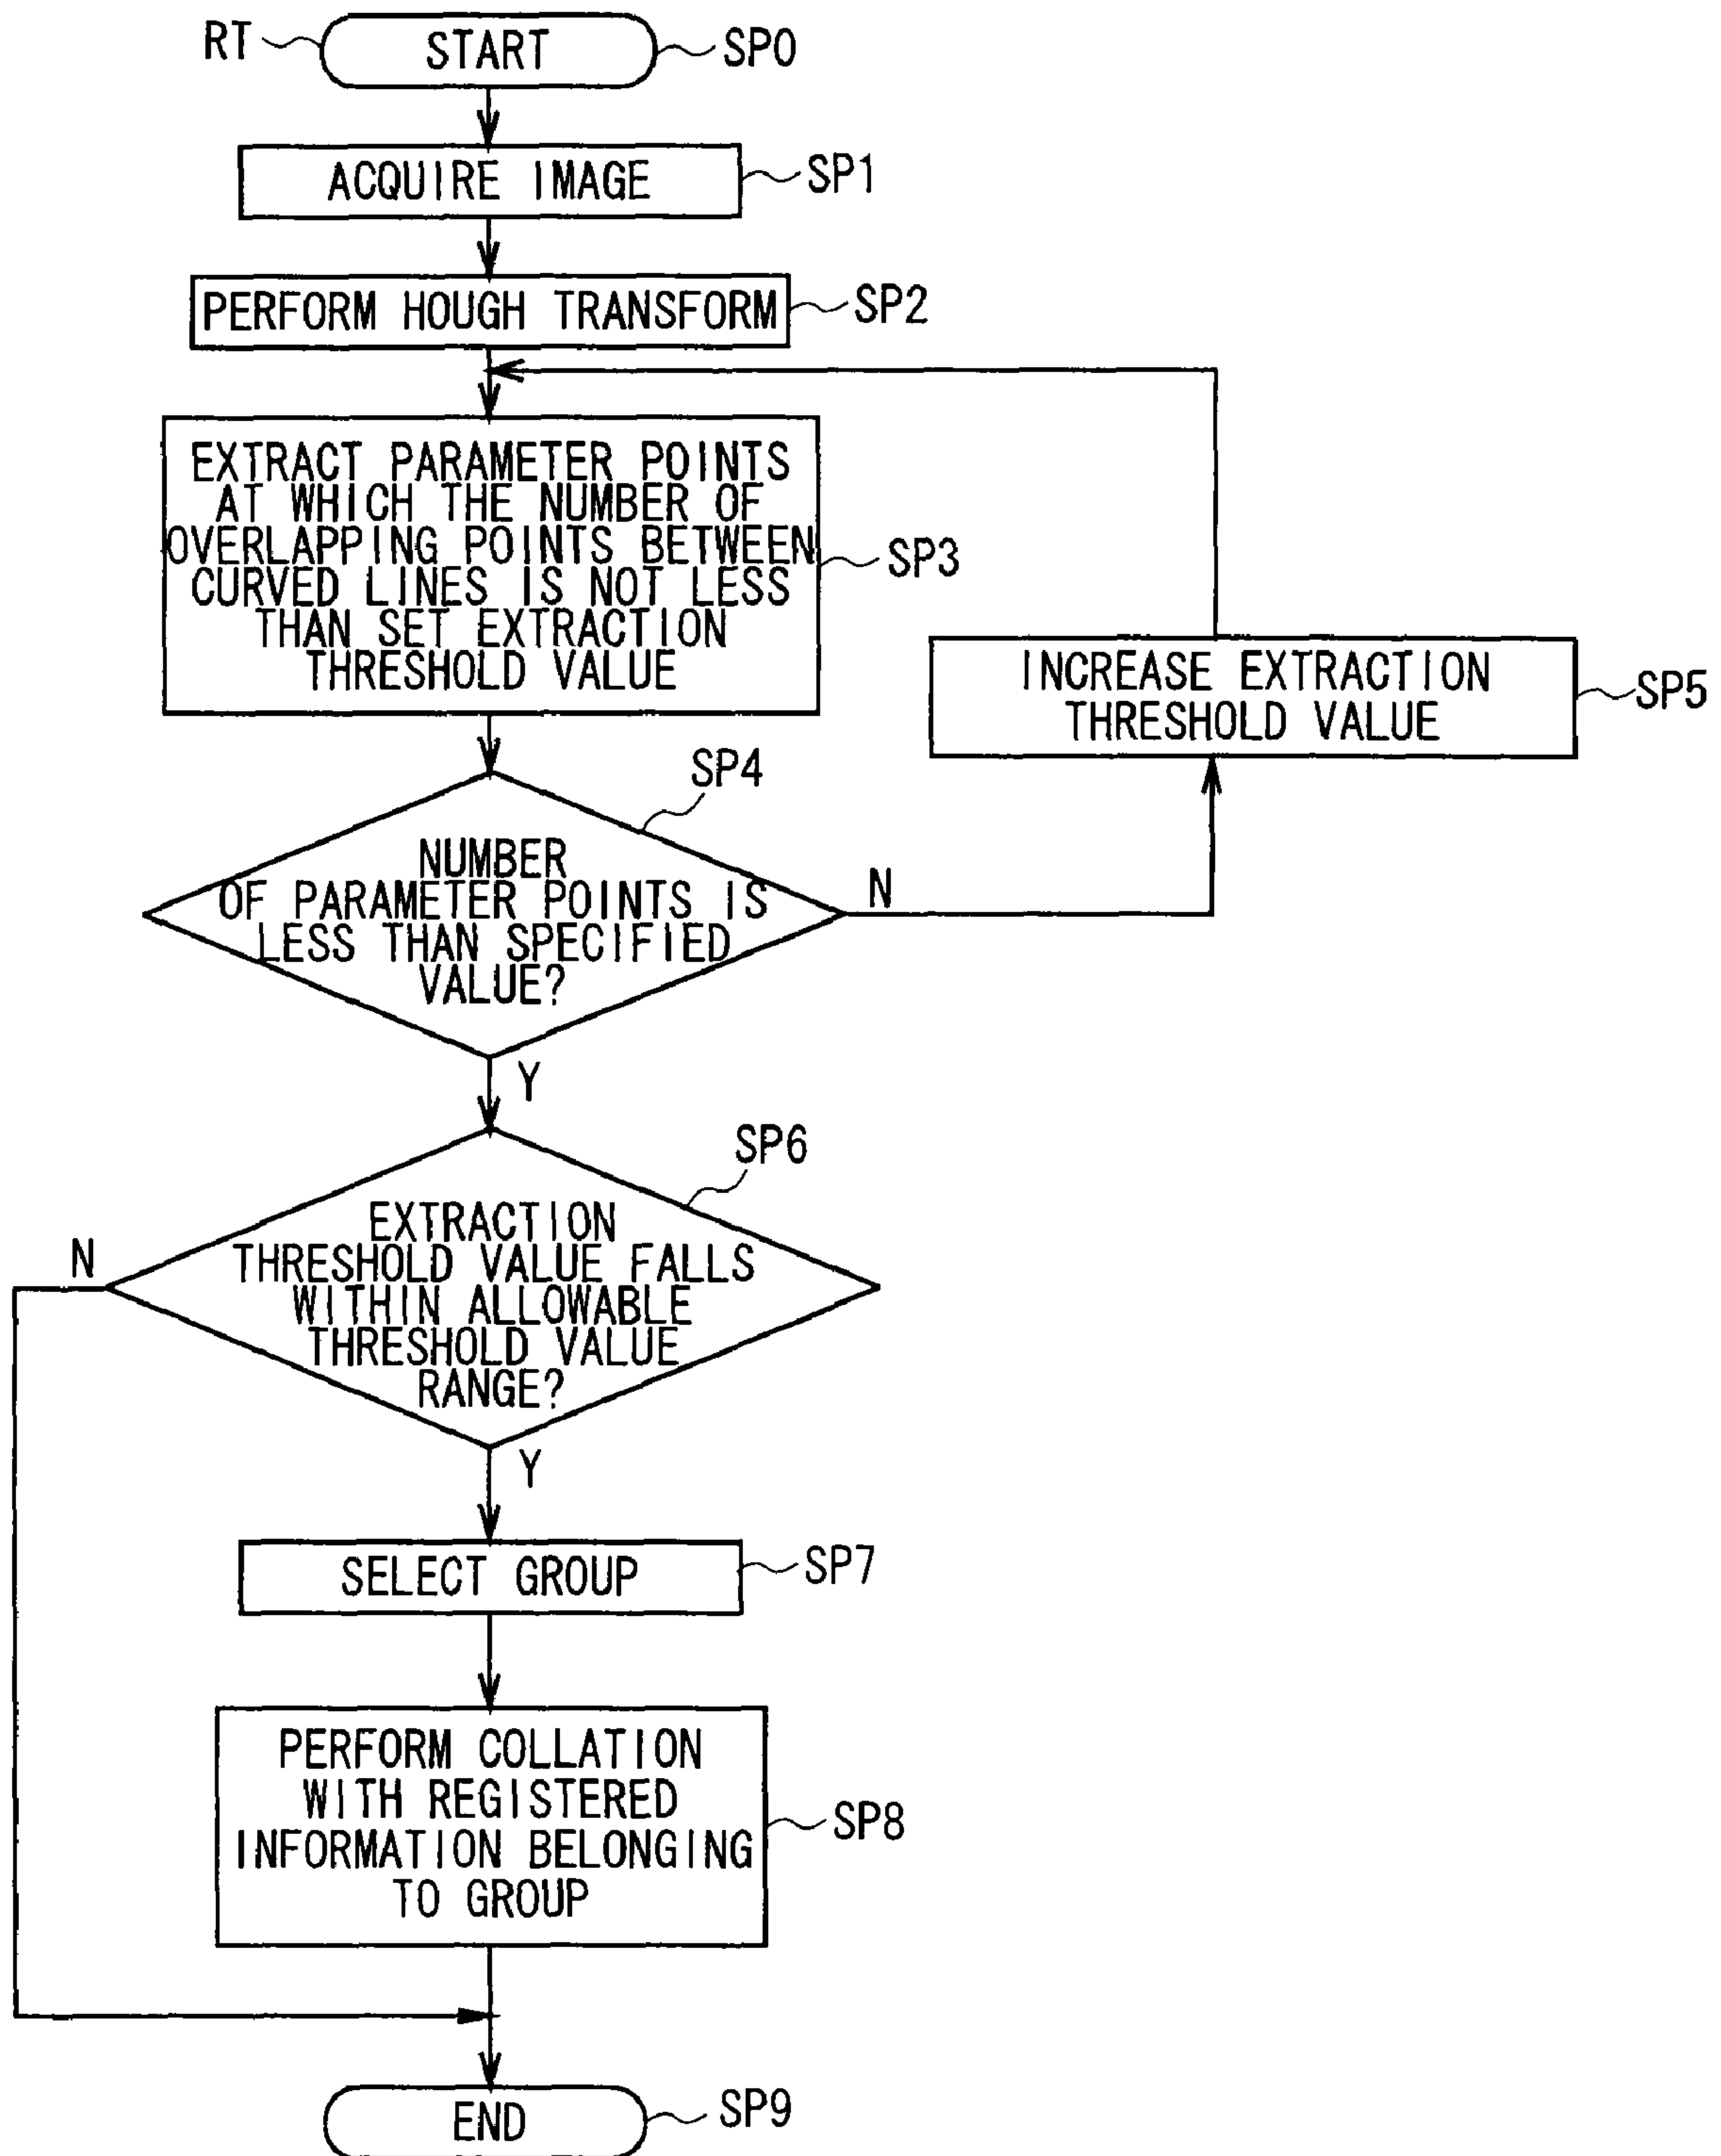 RT
START
SP0
ACQUIRE IMAGE
SP1
PERFORM HOUGH TRANSFORM
SP2
EXTRACT PARAMETER POINTS
AT WHICH THE NUMBER OF
OVERLAPPING POINTS BETWEEN
CURVED LINES IS NOT LESS
THAN SET EXTRACTION
THRESHOLD VALUE
SP3
INCREASE EXTRACTION
THRESHOLD VALUE
SP5
SP4
NUMBER
OF PARAMETER POINTS IS
LESS THAN SPECIFIED
VALUE?
N
Y
SP6
EXTRACTION
THRESHOLD VALUE FALLS
WITHIN ALLOWABLE
THRESHOLD VALUE
RANGE?
N
Y
SELECT GROUP
SP7
PERFORM COLLATION
WITH REGISTERED
INFORMATION BELONGING
TO GROUP
SP8
END
SP9